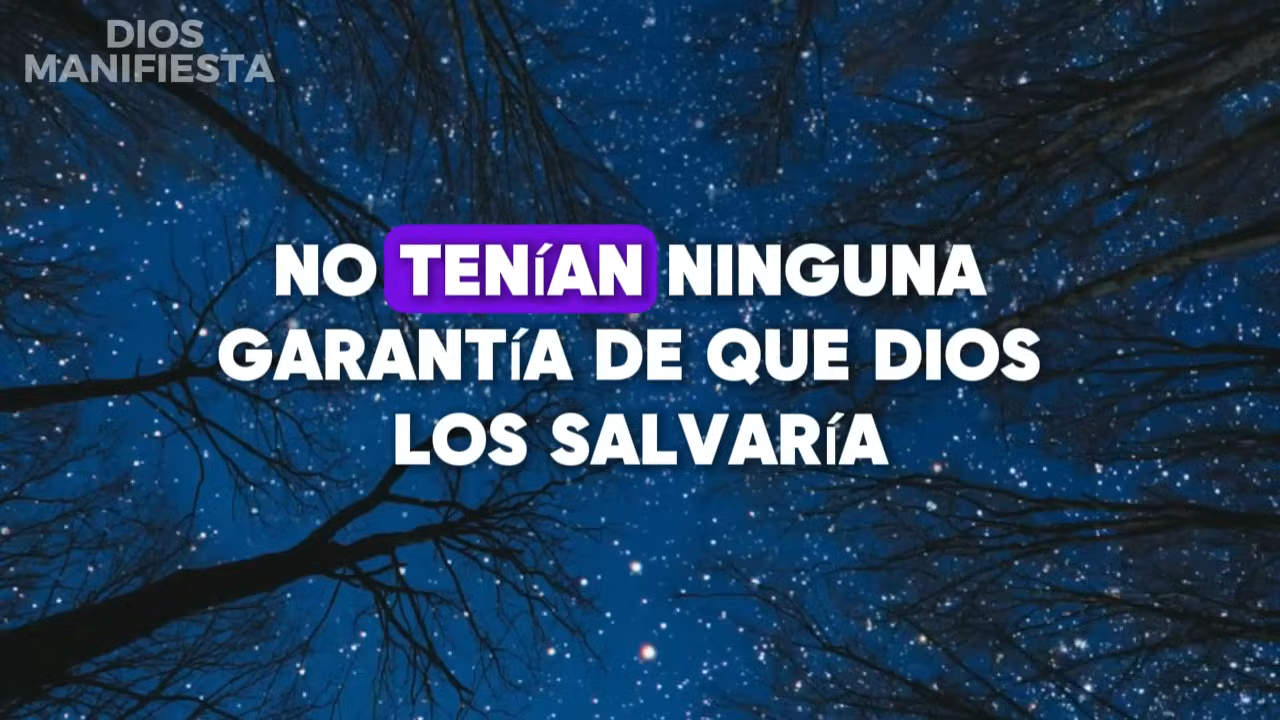 DIOS
MANIFIESTA
NO TENíAN NINGUNA
GARANTíA DE QUE DIOS
LOS SALVARíA